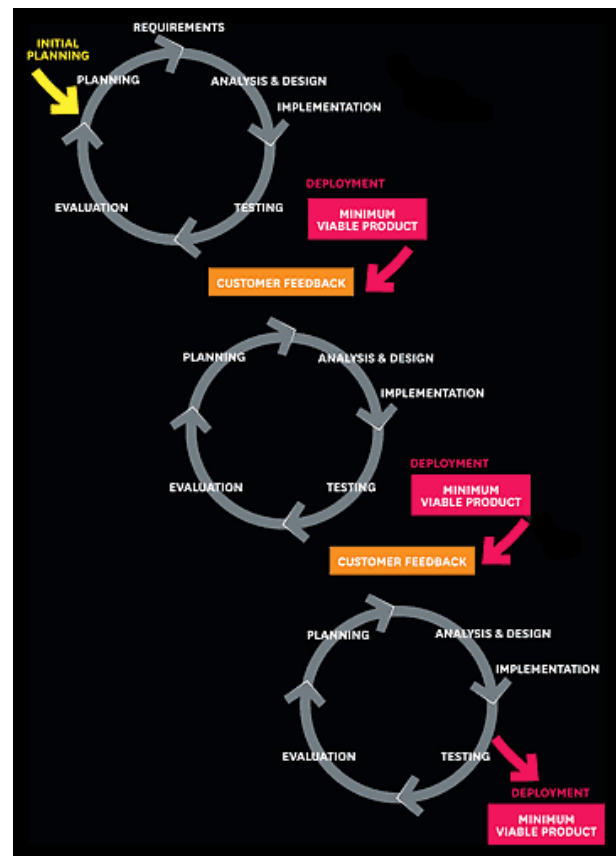 REQUIREMENTS
INITIAL
PLANNING
PLANNING
ANALYSIS & DESIGN
IMPLEMENTATION
DEPLOYMENT
EVALUATION
TESTING
MINIMUM
VIABLE PRODUCT
CUSTOMER FEEDBACK
PLANNING
ANALYSIS & DESIGN
IMPLEMENTATION
DEPLOYMENT
EVALUATION
TESTING
MINIMUM
VIABLE PRODUCT
CUSTOMER FEEDBACK
PLANNING
ANALYSIS & DESIGN
IMPLEMENTATION
EVALUATION
TESTING
DEPLOYMENT
MINIMUM
VIABLE PRODUCT